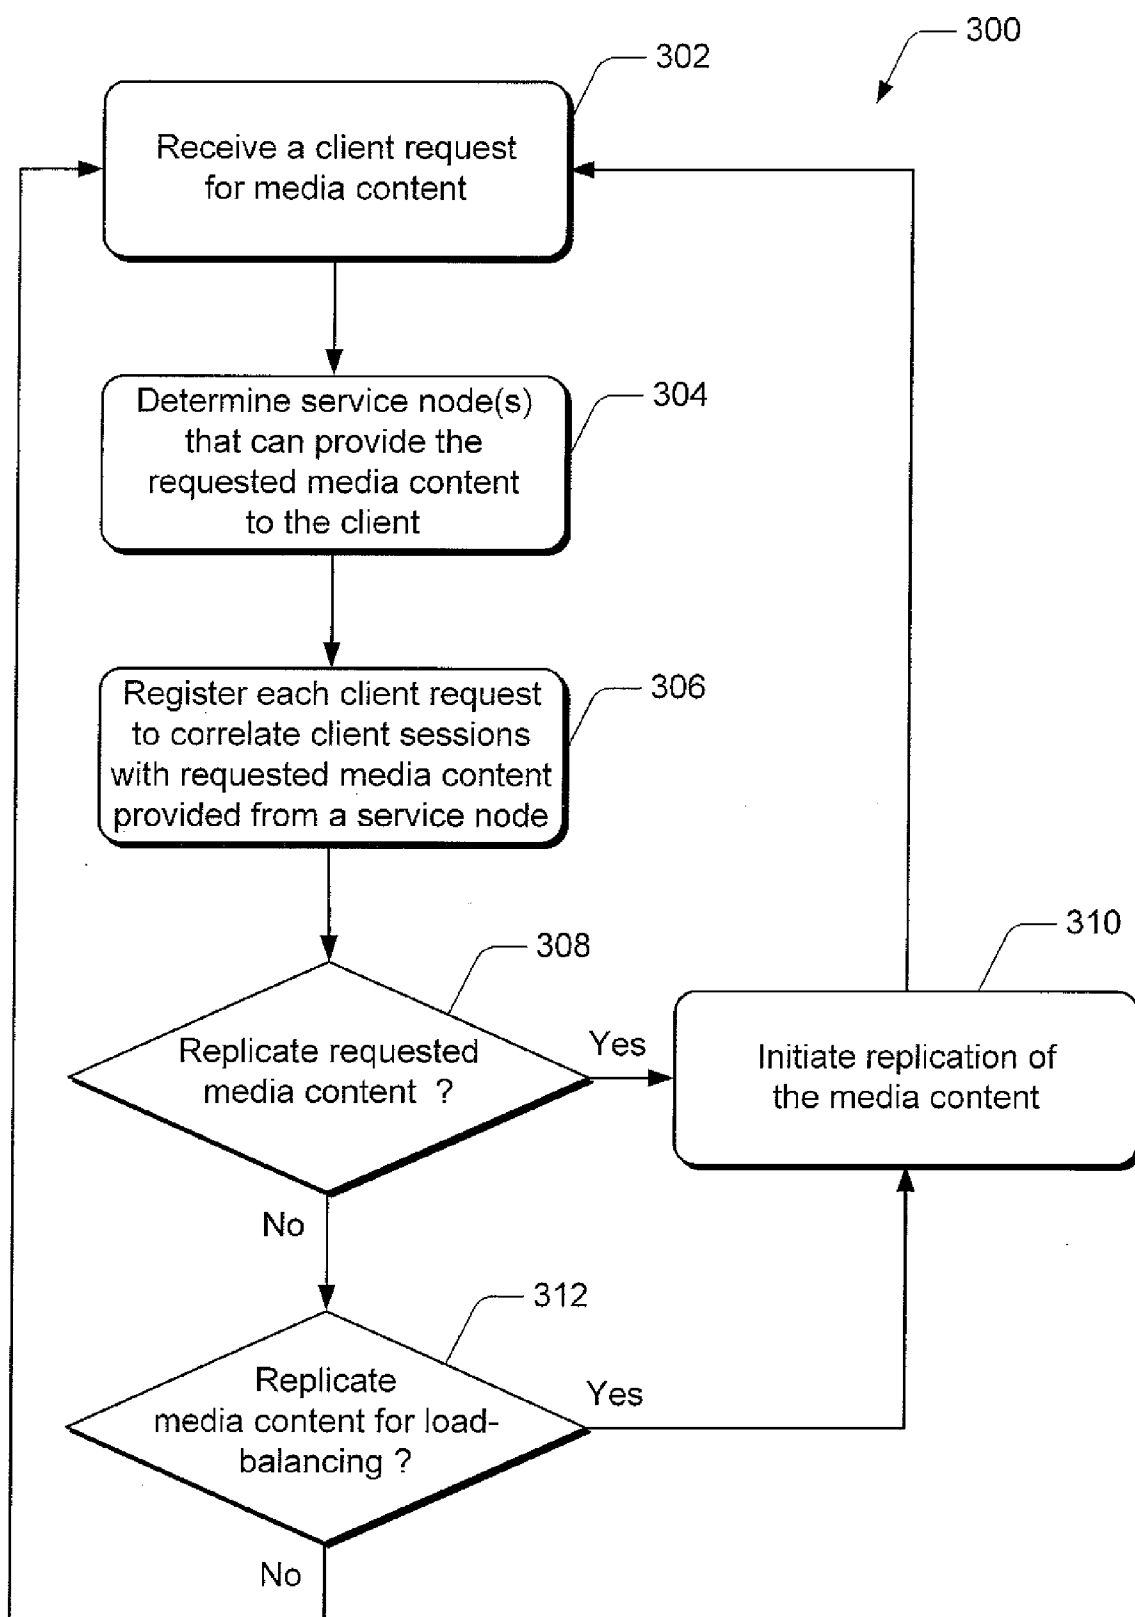 300
302
Receive a client request
for media content
304
Determine service node(s)
that can provide the
requested media content
to the client
306
Register each client request
to correlate client sessions
with requested media content
provided from a service node
308
Replicate requested
media content ?
Yes
310
Initiate replication of
the media content
No
312
Replicate
media content for load-
balancing ?
Yes
No